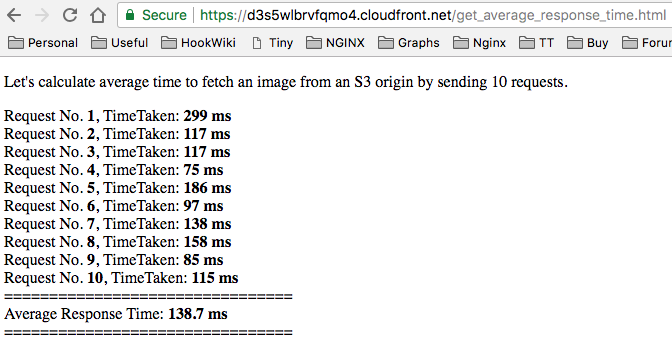 Secure https://d3s5wlbrvfqmo4.cloudfront.net/get_average_response_time.html
Personal Useful HookWiki Tiny NGINX Graphs Nginx TT Buy Forum
Let's calculate average time to fetch an image from an S3 origin by sending 10 requests.
Request No. 1, TimeTaken: 299 ms
Request No. 2, TimeTaken: 117 ms
Request No. 3, TimeTaken: 117 ms
Request No. 4, TimeTaken: 75 ms
Request No. 5, TimeTaken: 186 ms
Request No. 6, TimeTaken: 97 ms
Request No. 7, TimeTaken: 138 ms
Request No. 8, TimeTaken: 158 ms
Request No. 9, TimeTaken: 85 ms
Request No. 10, TimeTaken: 115 ms
================================
Average Response Time: 138.7 ms
================================